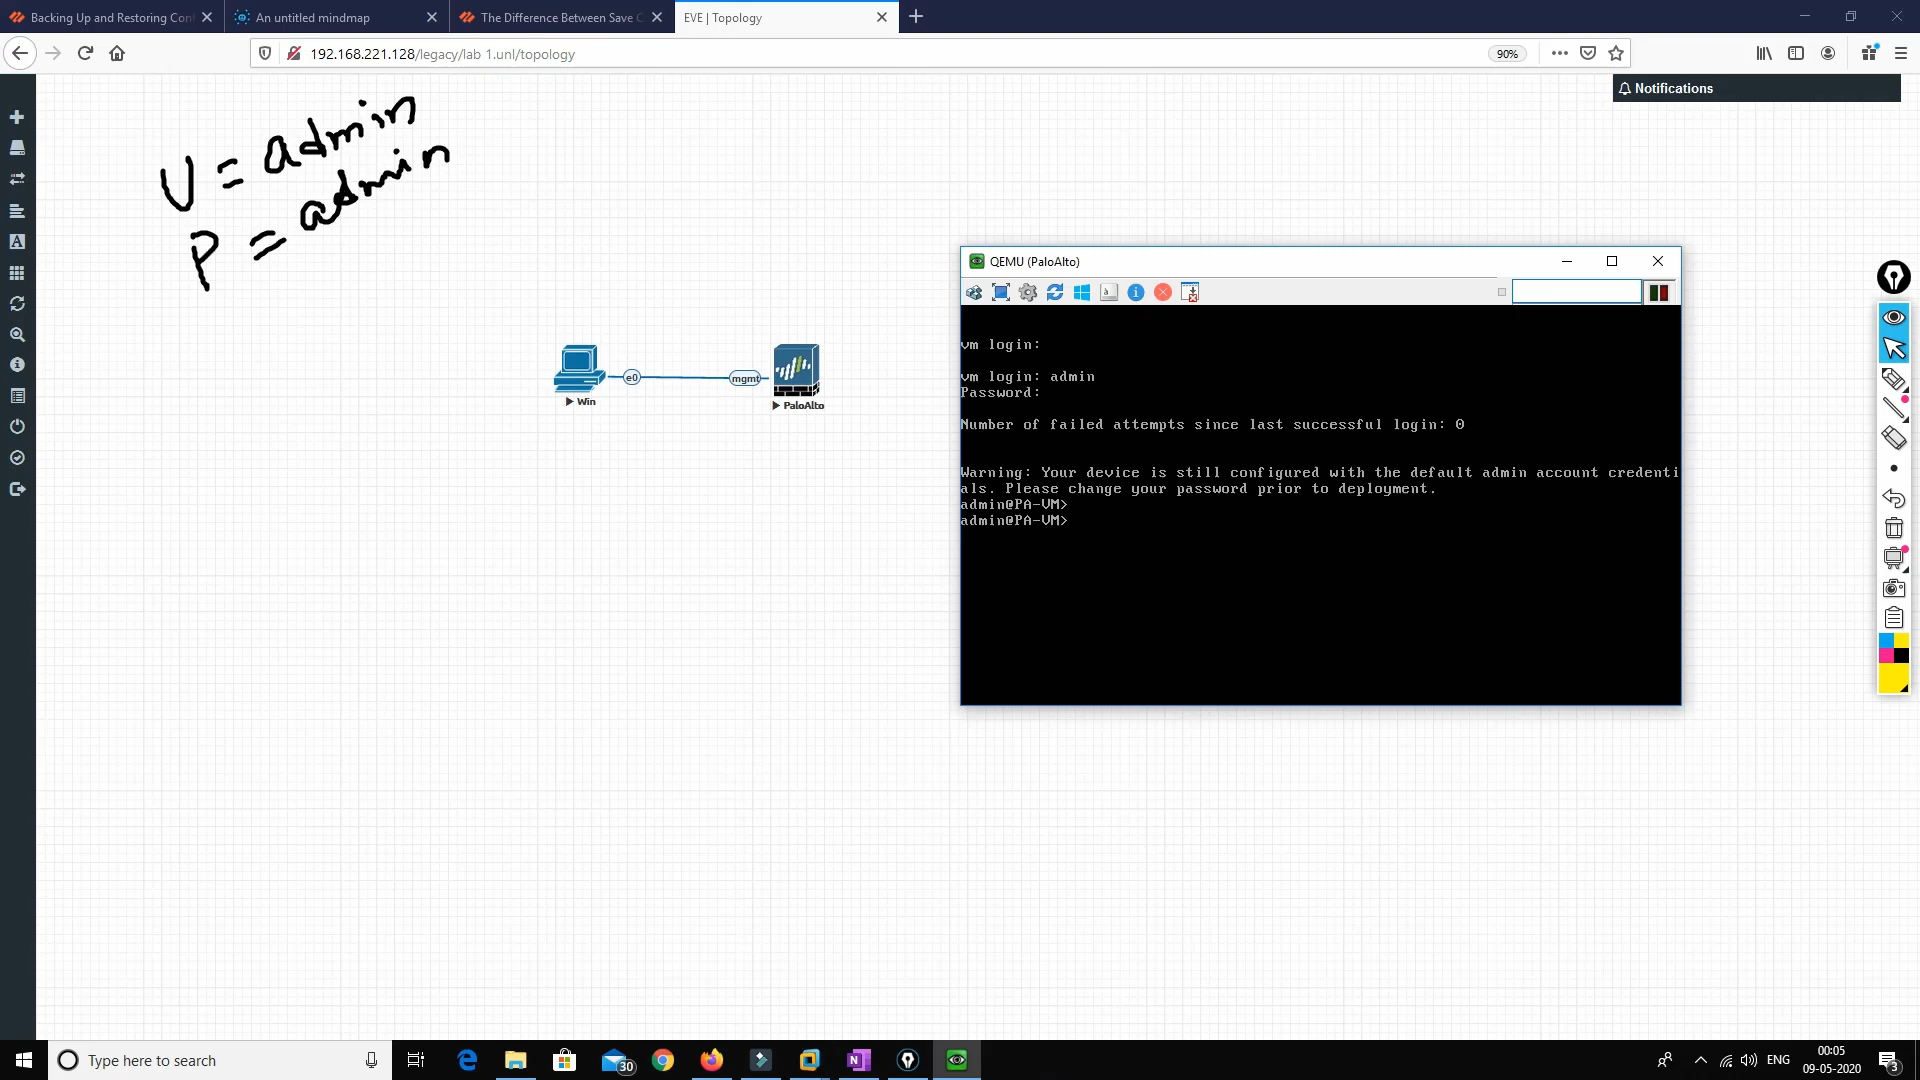 Backing Up and Restoring Con
An untitled mindmap
The Difference Between Save C
EVE | Topology
192.168.221.128/legacy/lab 1.unl/topology
90%
Notifications
U = admin
P = admin
Win
e0
mgmt
PaloAlto
QEMU (PaloAlto)
vm login:
vm login: admin
Password:
Number of failed attempts since last successful login: 0
Warning: Your device is still configured with the default admin account credenti
als. Please change your password prior to deployment.
admin@PA-VM>
admin@PA-VM>
Type here to search
30
ENG
00:05
09-05-2020
3